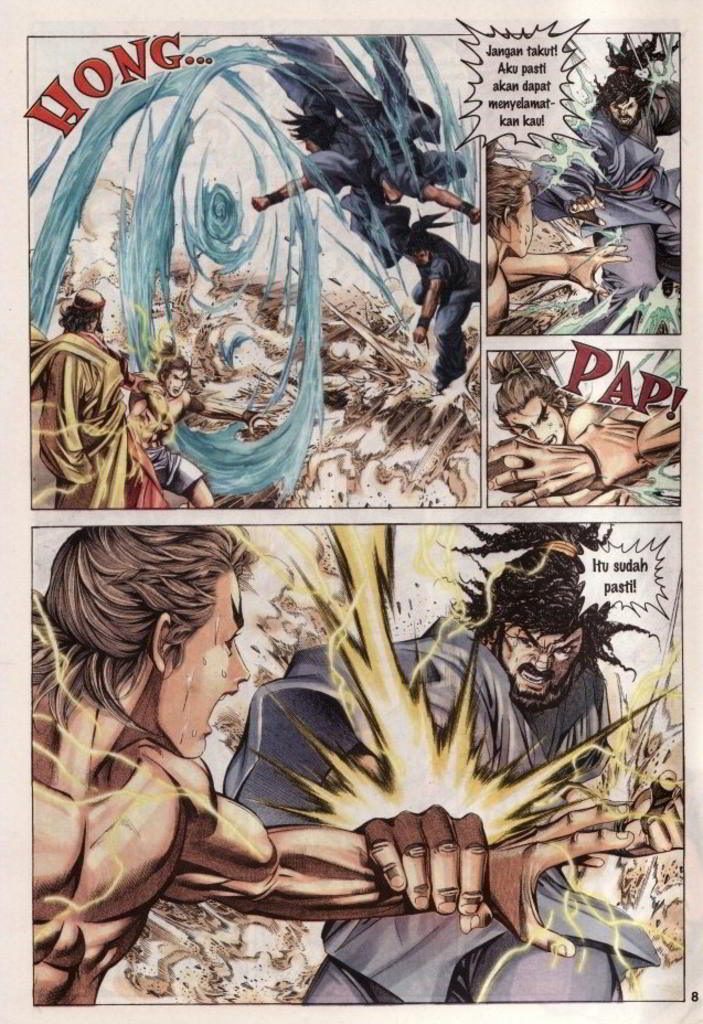 HONG...
Jangan takut!
Aku pasti
akan dapat
menyelamat-
kan kau!
PAP!
Itu sudah
pasti!
8